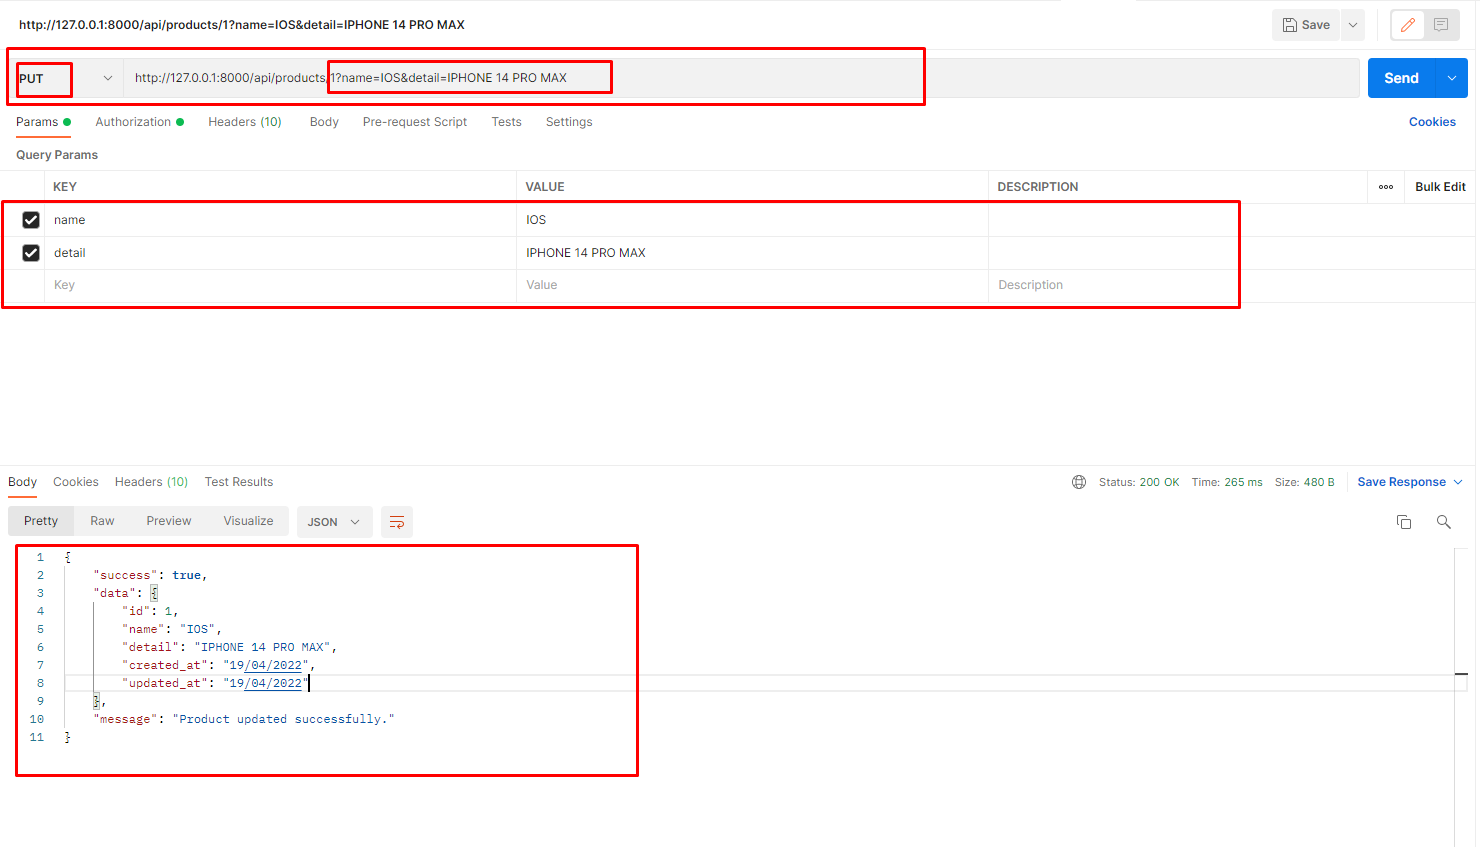 http://127.0.0.1:8000/api/products/1?name=IOS&detail=IPHONE 14 PRO MAX
Save
PUT http://127.0.0.1:8000/api/products/1?name=IOS&detail=IPHONE 14 PRO MAX Send
Params Authorization Headers (10) Body Pre-request Script Tests Settings Cookies
Query Params
KEY VALUE DESCRIPTION Bulk Edit
name IOS
detail IPHONE 14 PRO MAX
Key Value Description
Body Cookies Headers (10) Test Results Status: 200 OK Time: 265 ms Size: 480 B Save Response
Pretty Raw Preview Visualize JSON
1 {
2 "success": true,
3 "data": {
4 "id": 1,
5 "name": "IOS",
6 "detail": "IPHONE 14 PRO MAX",
7 "created_at": "19/04/2022",
8 "updated_at": "19/04/2022"
9 },
10 "message": "Product updated successfully."
11 }